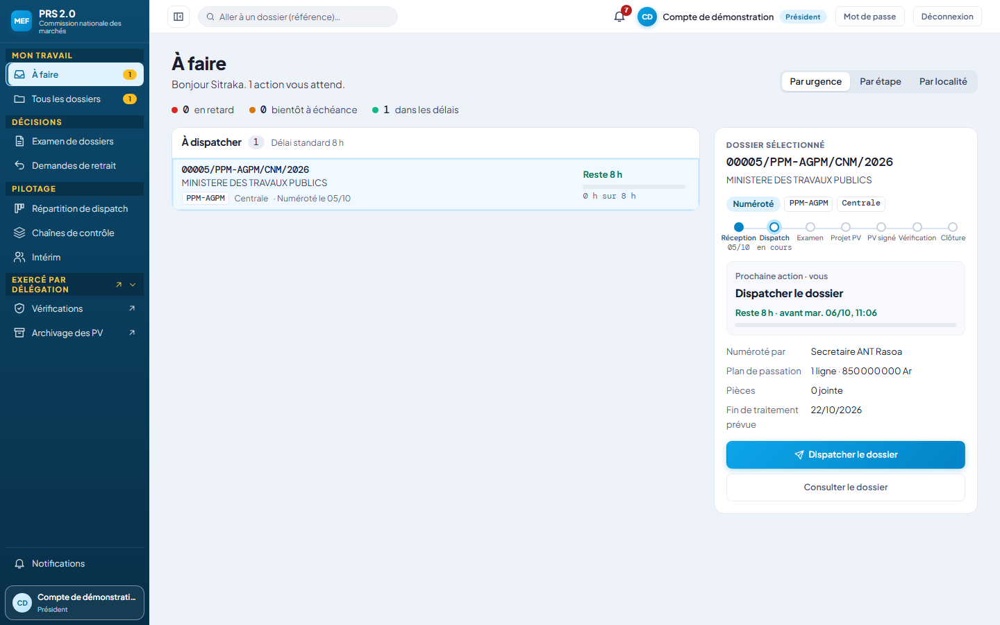 MEF
PRS 2.0
Commission nationale des
marchés
MON TRAVAIL
À faire
1
Tous les dossiers
1
DÉCISIONS
Examen de dossiers
Demandes de retrait
PILOTAGE
Répartition de dispatch
Chaînes de contrôle
Intérim
EXERCÉ PAR
DÉLÉGATION
Vérifications
Archivage des PV
Notifications
CD
Compte de démonstrati...
Président
Aller à un dossier (référence)...
7
CD
Compte de démonstration
Président
Mot de passe
Déconnexion
À faire
Bonjour Sitraka. 1 action vous attend.
Par urgence
Par étape
Par localité
0 en retard
0 bientôt à échéance
1 dans les délais
À dispatcher 1 Délai standard 8 h
00005/PPM-AGPM/CNM/2026
MINISTERE DES TRAVAUX PUBLICS
PPM-AGPM Centrale · Numéroté le 05/10
Reste 8 h
0 h sur 8 h
DOSSIER SÉLECTIONNÉ
00005/PPM-AGPM/CNM/2026
MINISTERE DES TRAVAUX PUBLICS
Numéroté PPM-AGPM Centrale
Réception Dispatch Examen Projet PV PV signé Vérification Clôture
05/10 en cours
Prochaine action · vous
Dispatcher le dossier
Reste 8 h · avant mar. 06/10, 11:06
Numéroté par Secretaire ANT Rasoa
Plan de passation 1 ligne · 850 000 000 Ar
Pièces 0 jointe
Fin de traitement 22/10/2026
prévue
Dispatcher le dossier
Consulter le dossier